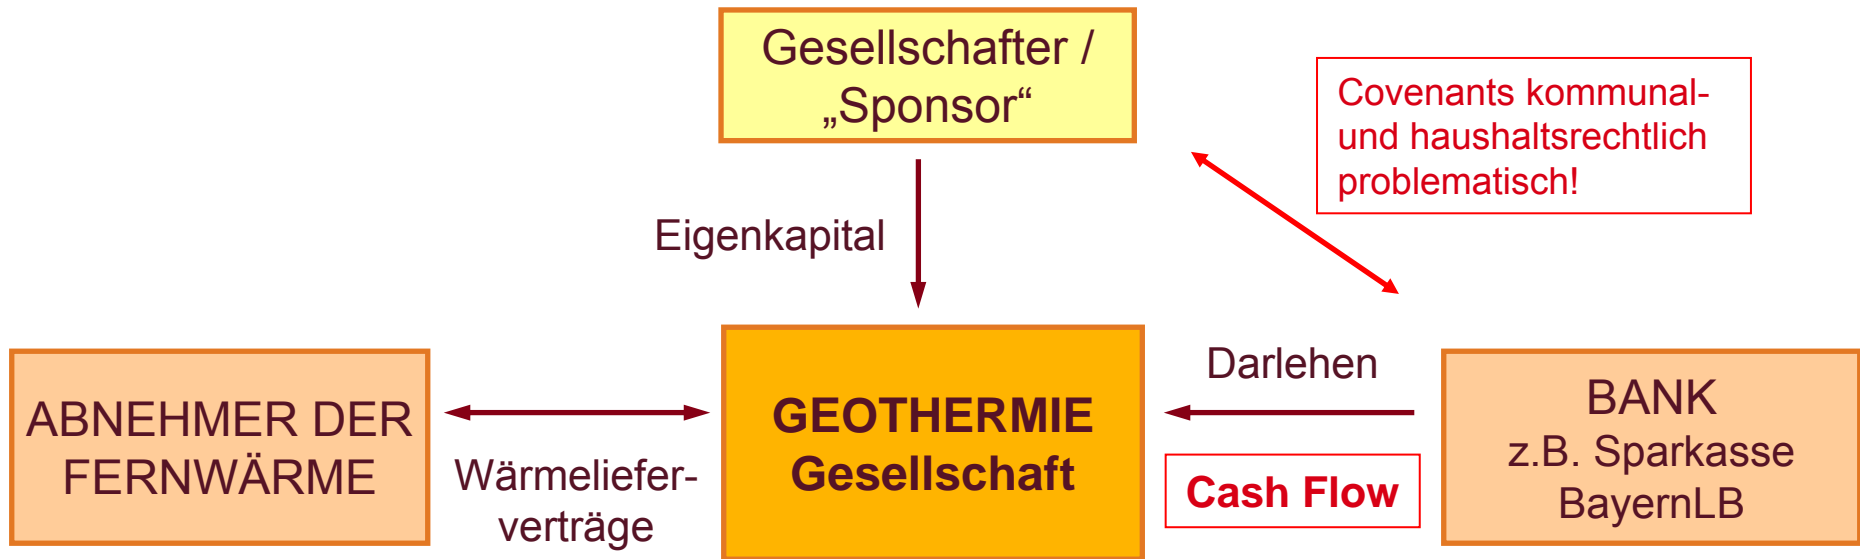 Gesellschafter /
„Sponsor“
Covenants kommunal-
und haushaltsrechtlich
problematisch!
Eigenkapital
ABNEHMER DER
FERNWÄRME
Wärmeliefer-
verträge
GEOTHERMIE
Gesellschaft
Darlehen
Cash Flow
BANK
z.B. Sparkasse
BayernLB